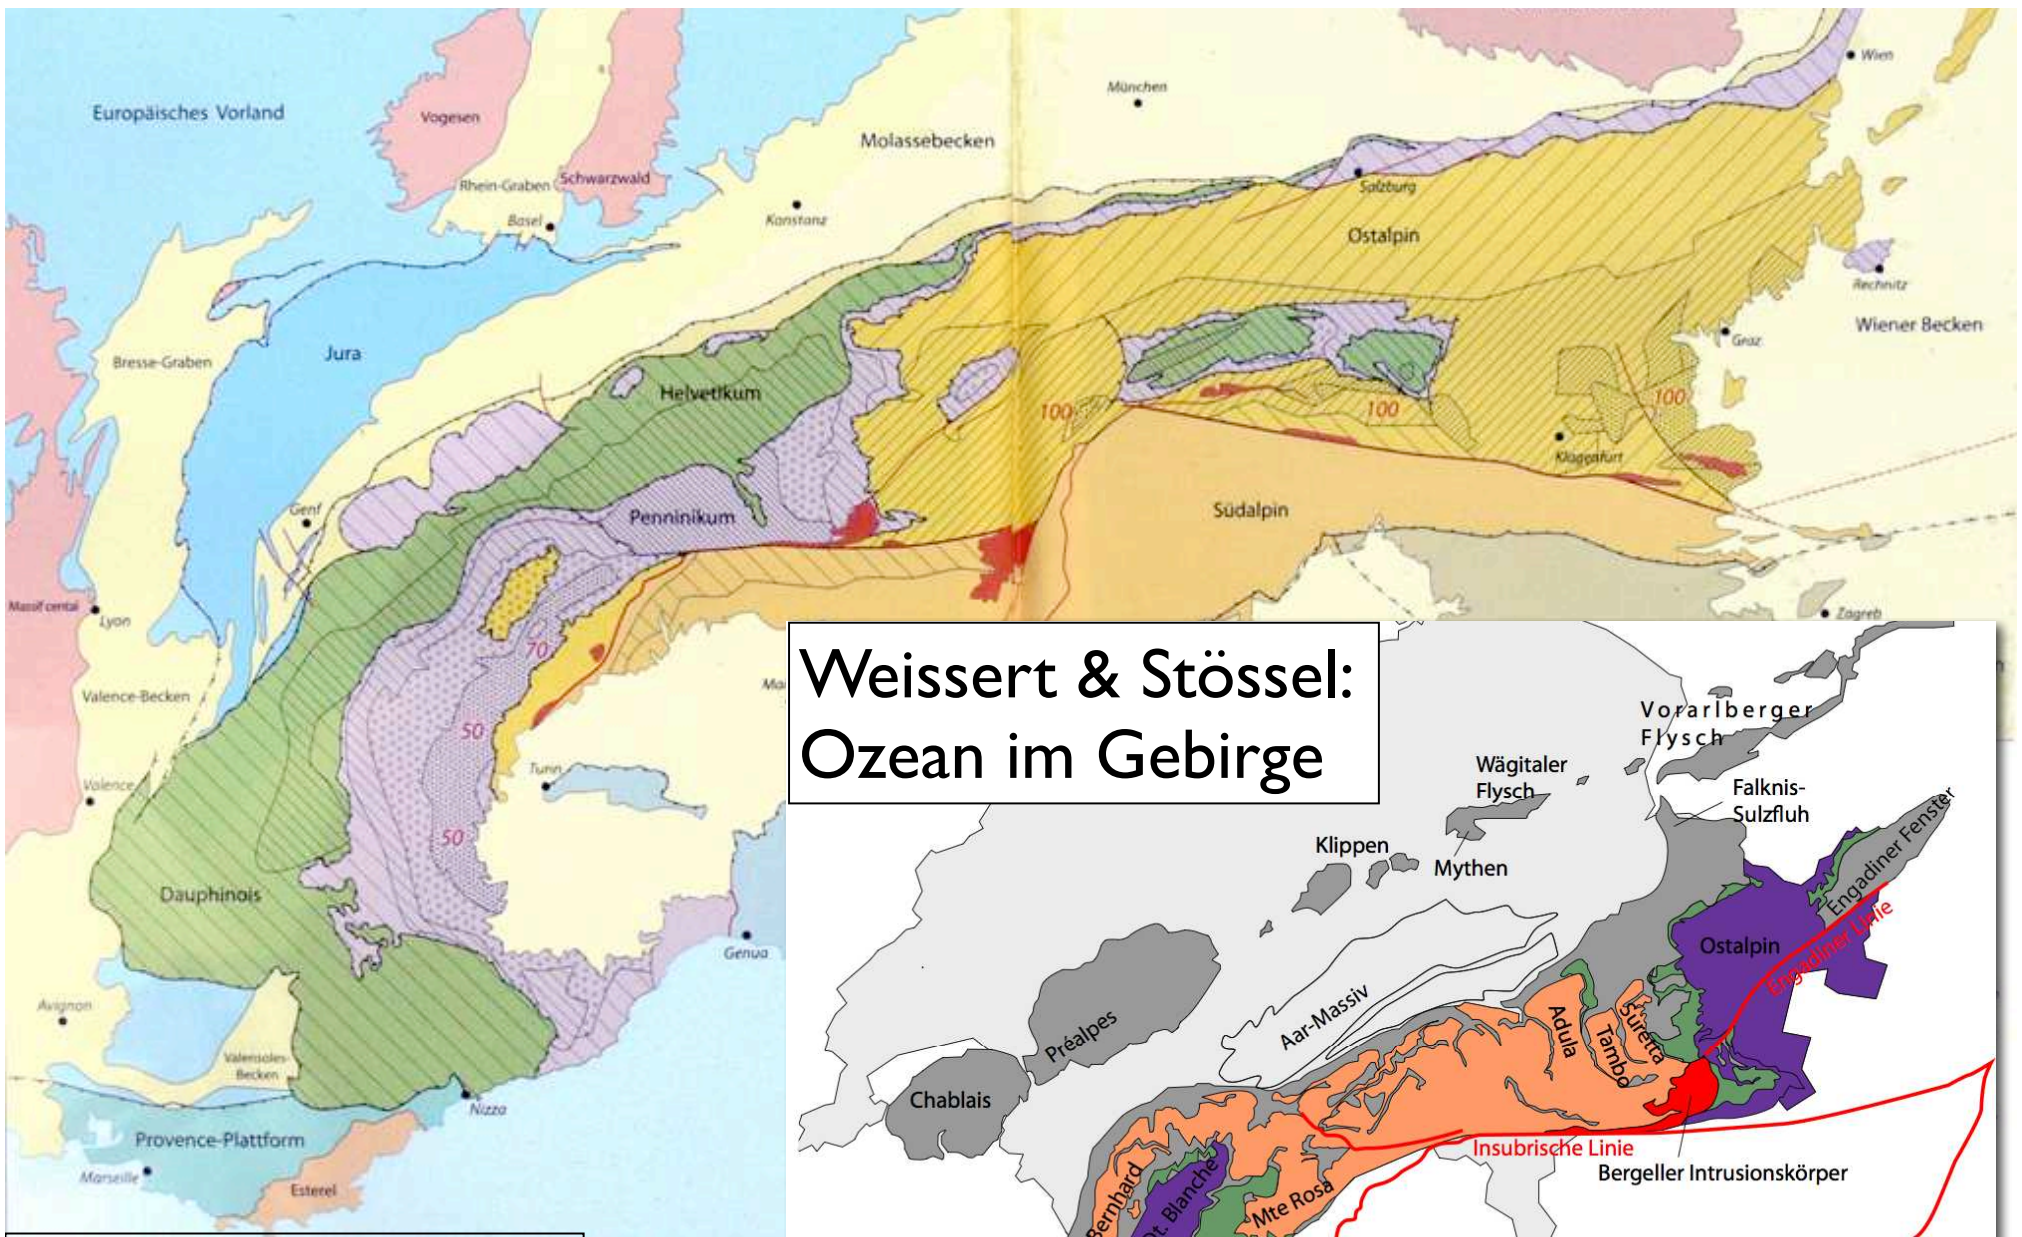 Europäisches Vorland
Vogesen
Rhein-Graben
Schwarzwald
Basel
Molassebecken
München
Konstanz
Wien
Salzburg
Ostalpin
Rechnitz
Wiener Becken
Graz
Bresse-Graben
Jura
Helvetikum
100
100
100
Klagenfurt
Genf
Penninikum
Südalpin
Massif cental
Lyon
Zagreb
70
Valence-Becken
50
Turin
Valence
50
Dauphinois
Genua
Avignon
Valensoles-
Becken
Nizza
Provence-Plattform
Marseille
Esterel
Weissert & Stössel:
Ozean im Gebirge
Vorarlberger
Flysch
Wägitaler
Flysch
Falknis-
Sulzfluh
Klippen
Mythen
Engadiner Fenster
Engadiner Linie
Ostalpin
Aar-Massiv
Préalpes
Adula
Tambo
Suretta
Chablais
Insubrische Linie
Bergeller Intrusionskörper
Bernhard
Dt. Blanche
Mte Rosa